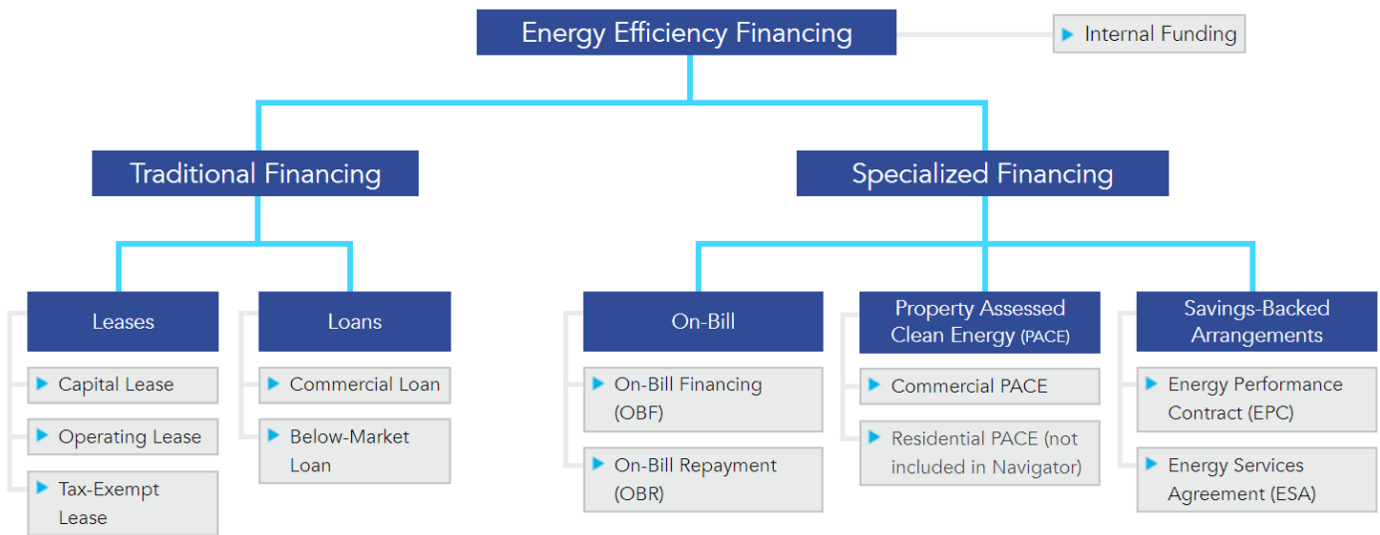 Energy Efficiency Financing
Internal Funding
Traditional Financing
Specialized Financing
Leases
Capital Lease
Operating Lease
Tax-Exempt
Lease
Loans
Commercial Loan
Below-Market
Loan
On-Bill
On-Bill Financing
(OBF)
On-Bill Repayment
(OBR)
Property Assessed
Clean Energy (PACE)
Commercial PACE
Residential PACE (not
included in Navigator)
Savings-Backed
Arrangements
Energy Performance
Contract (EPC)
Energy Services
Agreement (ESA)